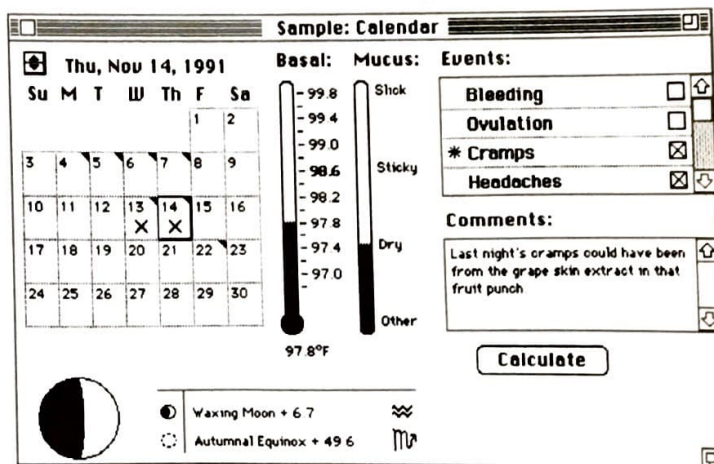 Sample: Calendar
Thu, Nov 14, 1991
Su M T W Th F Sa
1 2
3 4 5 6 7 8 9
10 11 12 13 14 15 16
17 18 19 20 21 22 23
24 25 26 27 28 29 30
Basal:
99.8
99.4
99.0
98.6
98.2
97.8
97.4
97.0
97.8°F
Mucus:
Slick
Sticky
Dry
Other
Events:
Bleeding
Ovulation
* Cramps
Headaches
Comments:
Last night's cramps could have been
from the grape skin extract in that
fruit punch
Calculate
Waxing Moon + 6 7
Autumnal Equinox + 49 6